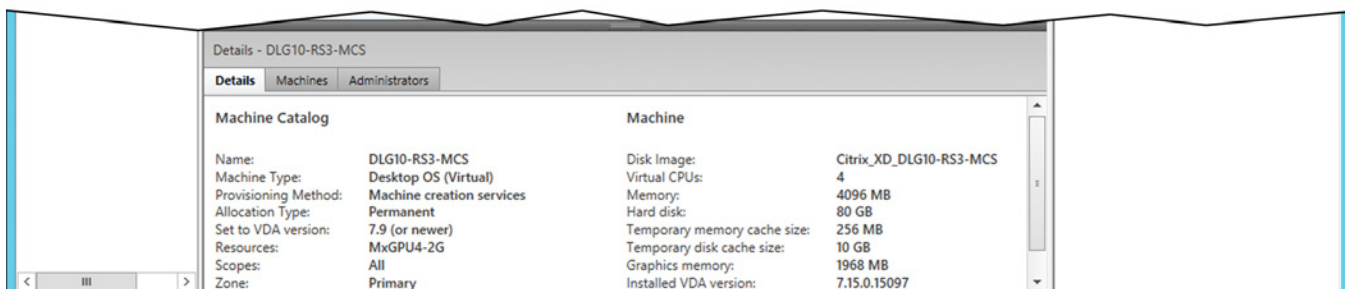 Details - DLG10-RS3-MCS
Details Machines Administrators
Machine Catalog Machine
Name: DLG10-RS3-MCS Disk Image: Citrix_XD_DLG10-RS3-MCS
Machine Type: Desktop OS (Virtual) Virtual CPUs: 4
Provisioning Method: Machine creation services Memory: 4096 MB
Allocation Type: Permanent Hard disk: 80 GB
Set to VDA version: 7.9 (or newer) Temporary memory cache size: 256 MB
Resources: MxGPU4-2G Temporary disk cache size: 10 GB
Scopes: All Graphics memory: 1968 MB
Zone: Primary Installed VDA version: 7.15.0.15097